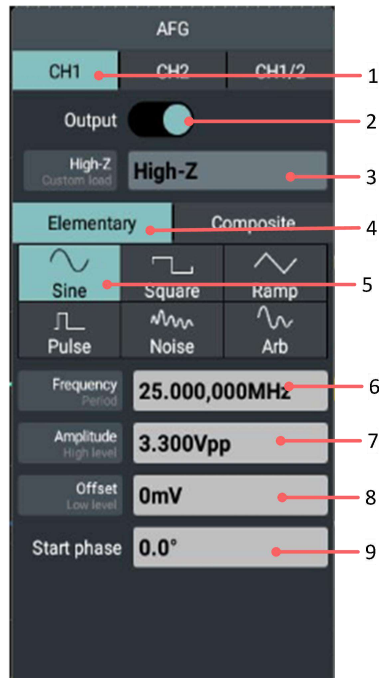 AFG
CH1 CH2 CH1/2 1
Output 2
High-Z High-Z 3
Custom load
Elementary Composite 4
Sine Square Ramp 5
Pulse Noise Arb
Frequency 25.000,000MHz 6
Period
Amplitude 3.300Vpp 7
High level
Offset 0mV 8
Low level
Start phase 0.0° 9